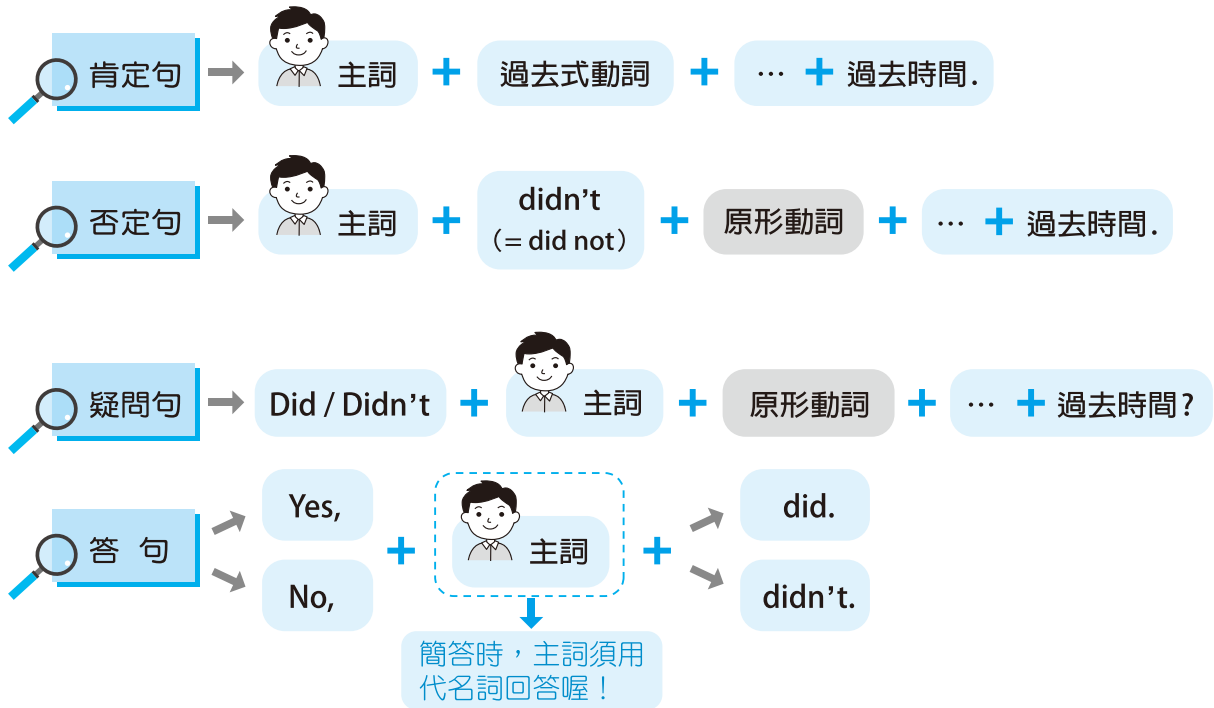 肯定句 主詞 + 過去式動詞 + … + 過去時間.
否定句 主詞 + didn't (= did not) + 原形動詞 + … + 過去時間.
疑問句 Did / Didn't + 主詞 + 原形動詞 + … + 過去時間?
答 句
Yes,
No,
+ 主詞 +
did.
didn't.
簡答時，主詞須用
代名詞回答喔！